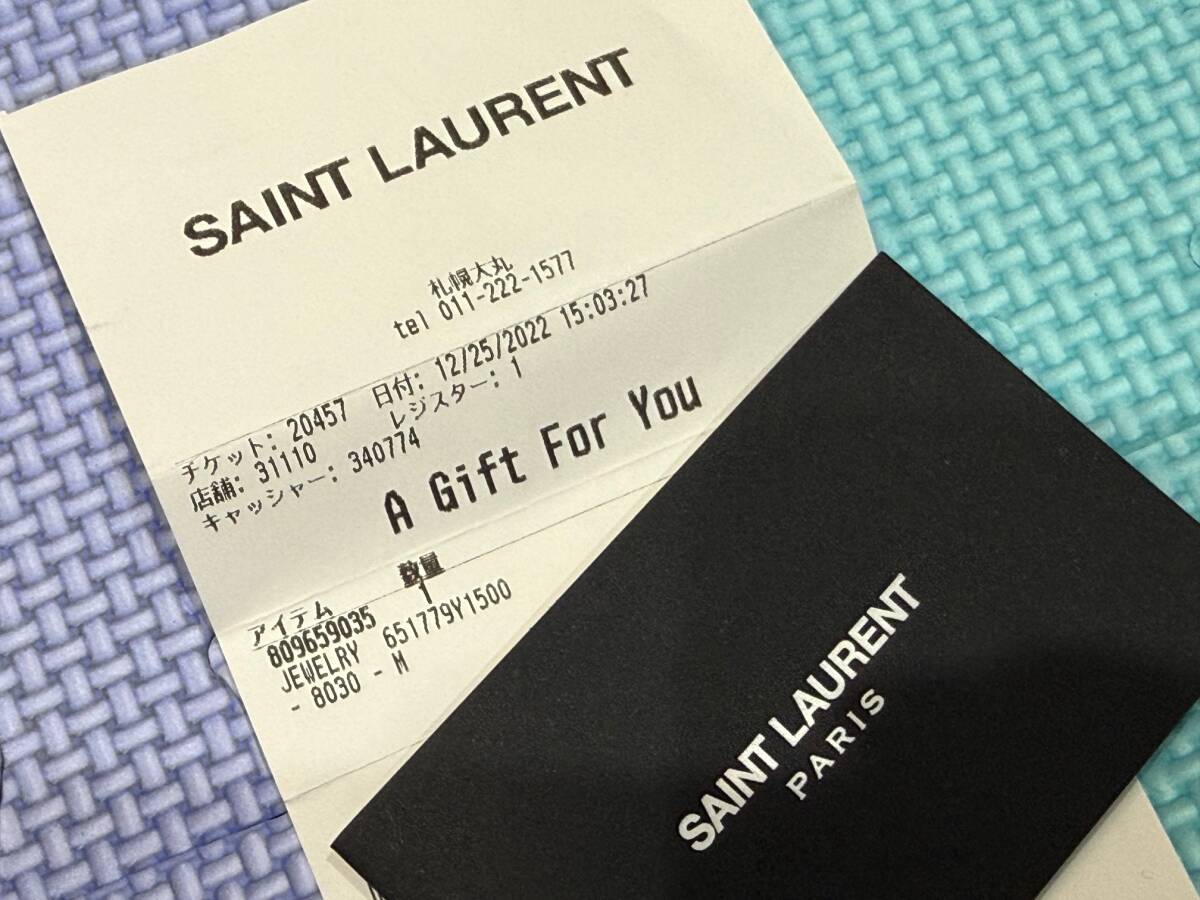 SAINT LAURENT
札幌大丸
tel 011-222-1577
チケット: 20457 日付: 12/25/2022 15:03:27
店舗: 31110 レジスター: 1
キャッシャー: 340774
A Gift For You
アイテム 数量
809659035 1
JEWELRY 651779Y1500
- 8030 - M
SAINT LAURENT
PARIS